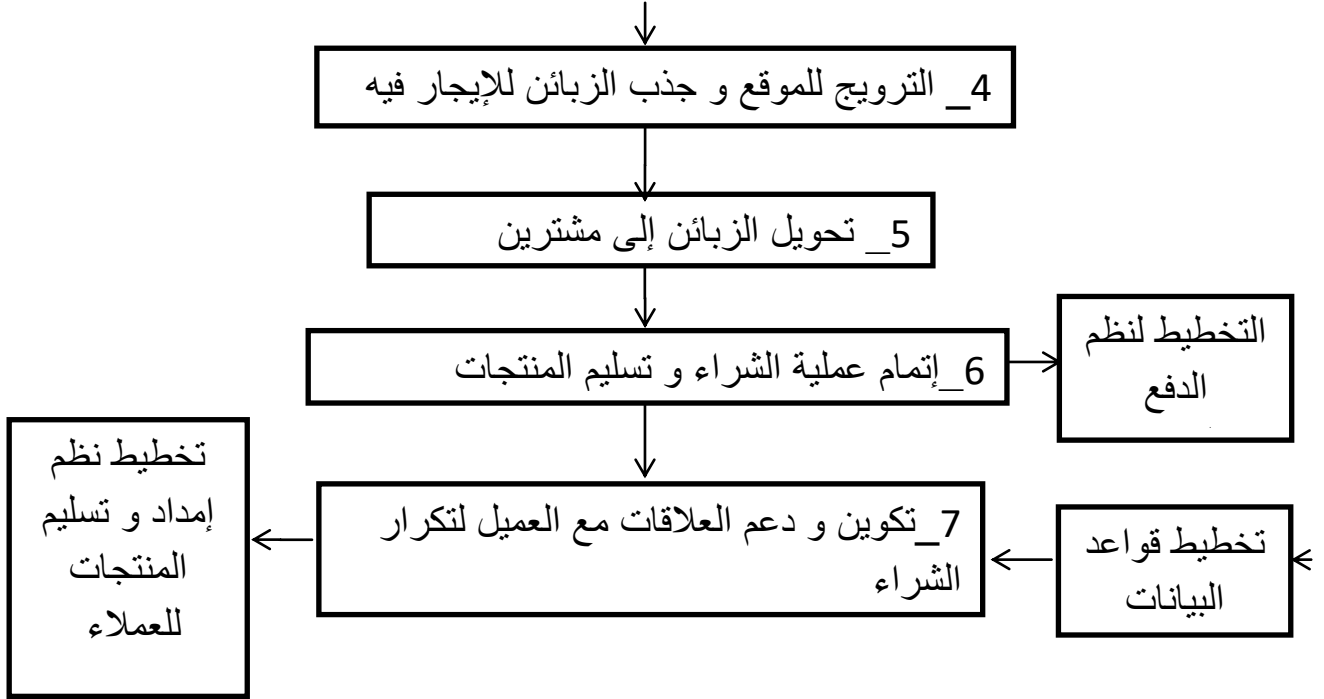 4_ الترويج للموقع و جذب الزبائن للإيجار فيه
5_ تحويل الزبائن إلى مشترين
6_إتمام عملية الشراء و تسليم المنتجات
التخطيط لنظم
الدفع
7_تكوين و دعم العلاقات مع العميل لتكرار
الشراء
تخطيط قواعد
البيانات
تخطيط نظم
إمداد و تسليم
المنتجات
للعملاء